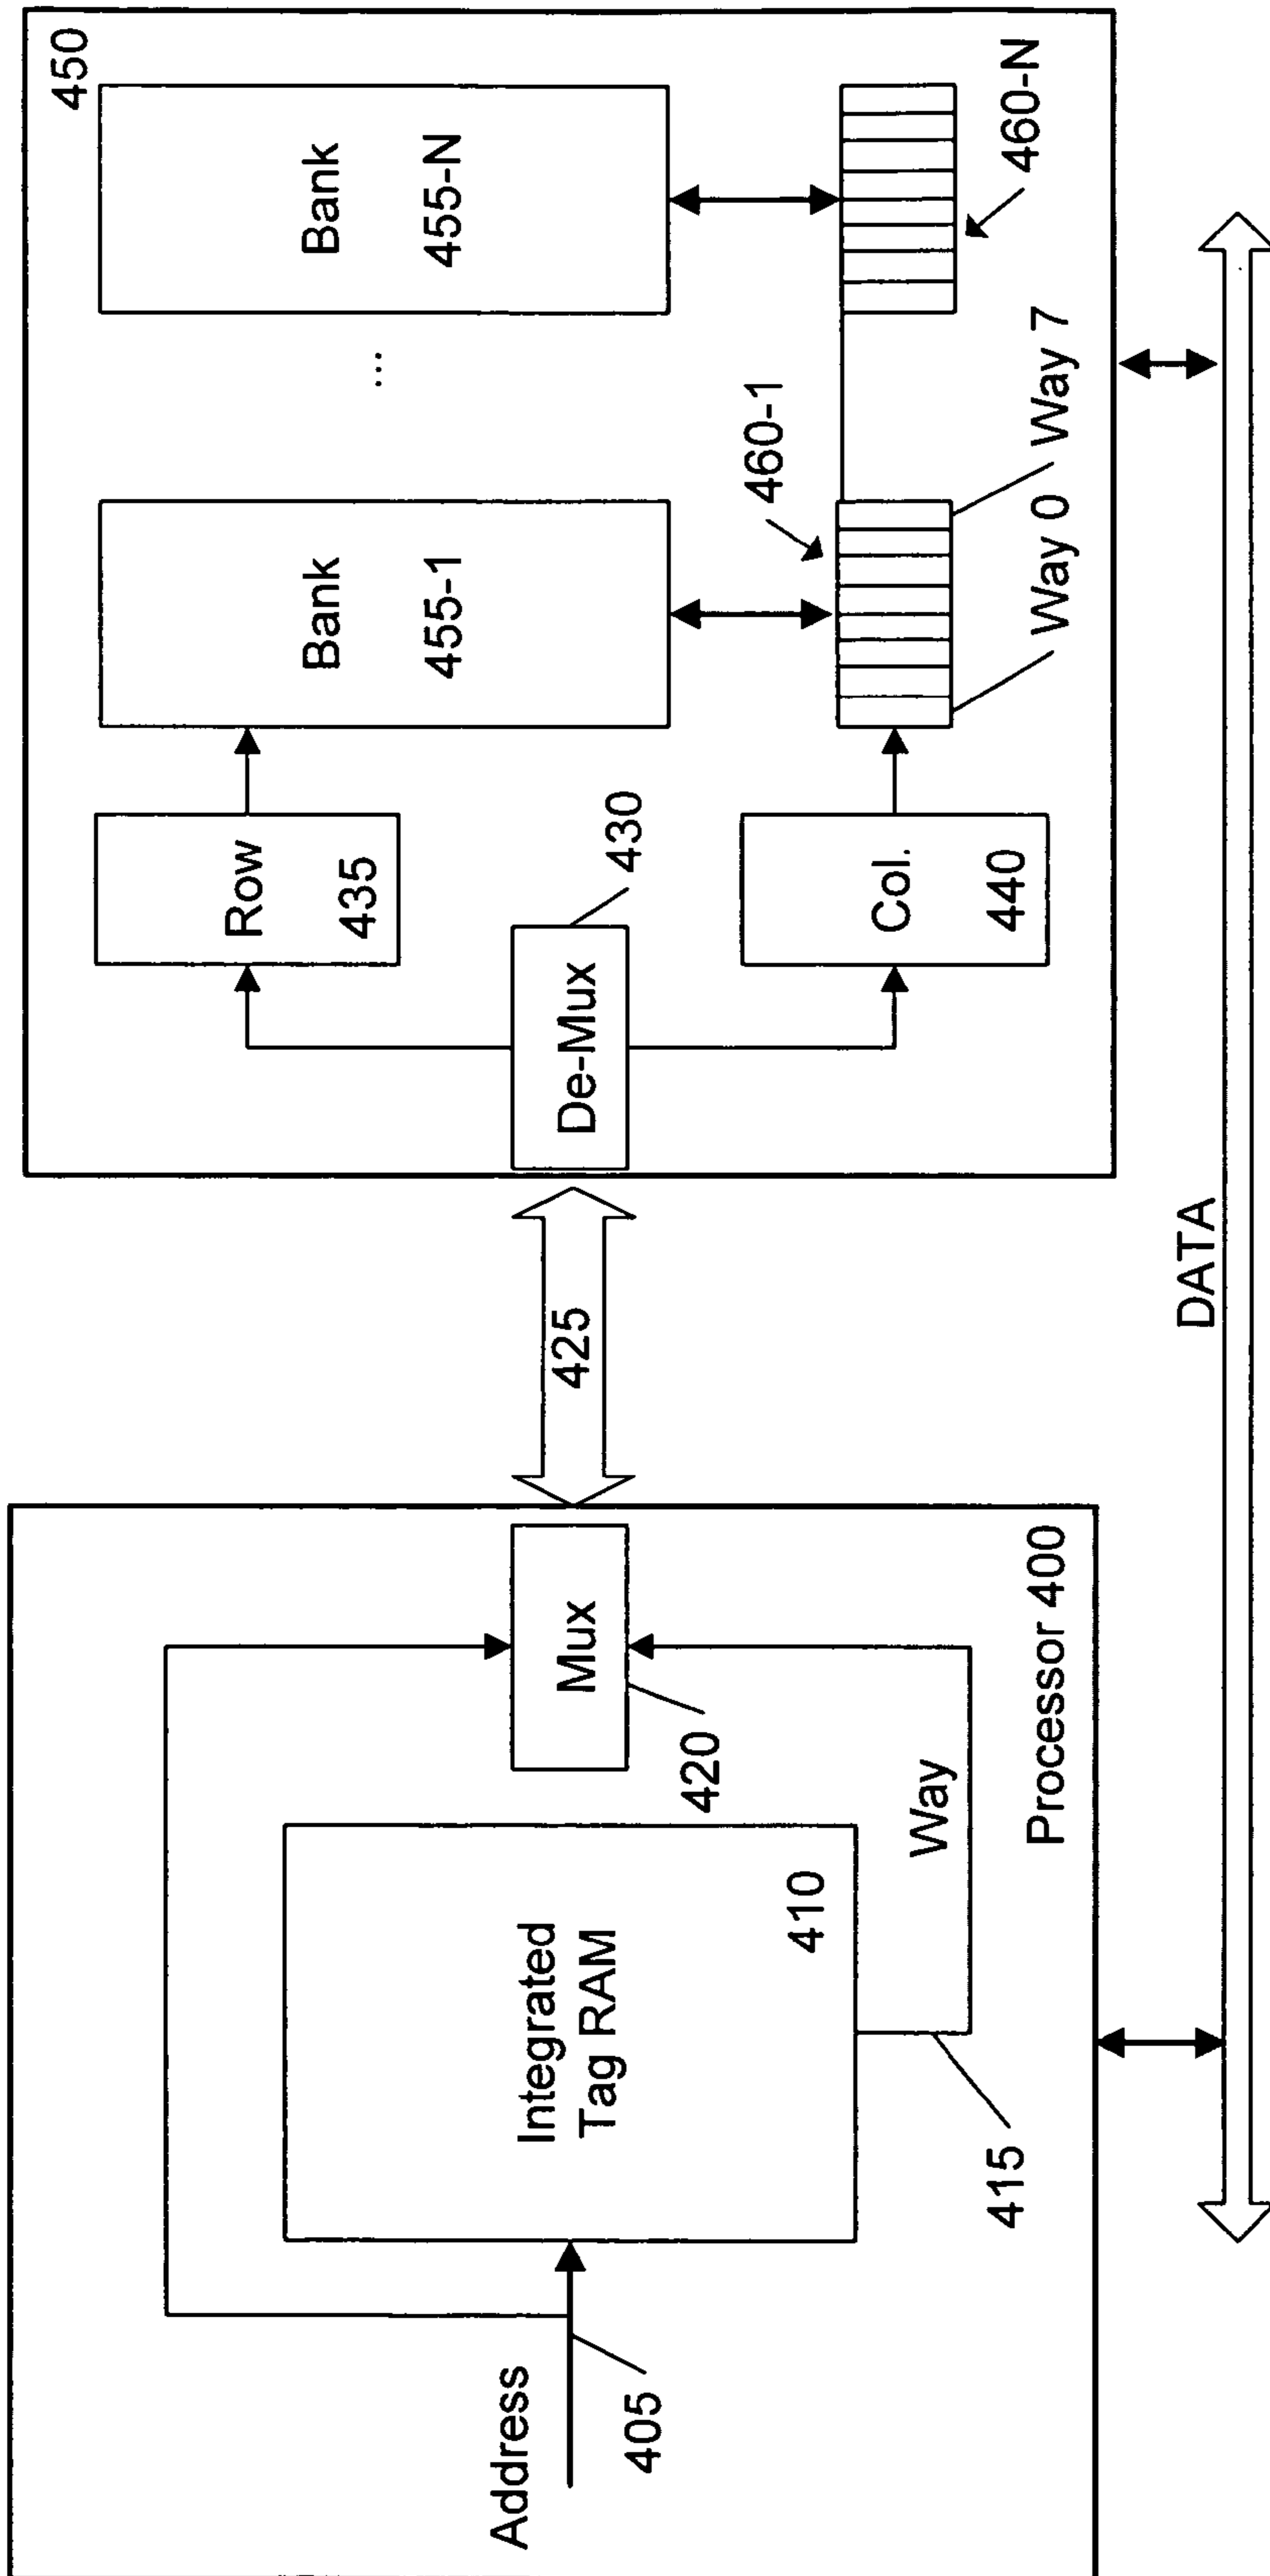 Address
405
Integrated
Tag RAM
410
415
Way
Mux
420
Processor 400
425
DATA
450
De-Mux
430
Row
435
Col.
440
Bank
455-1
...
Bank
455-N
460-1
460-N
Way 0
Way 7